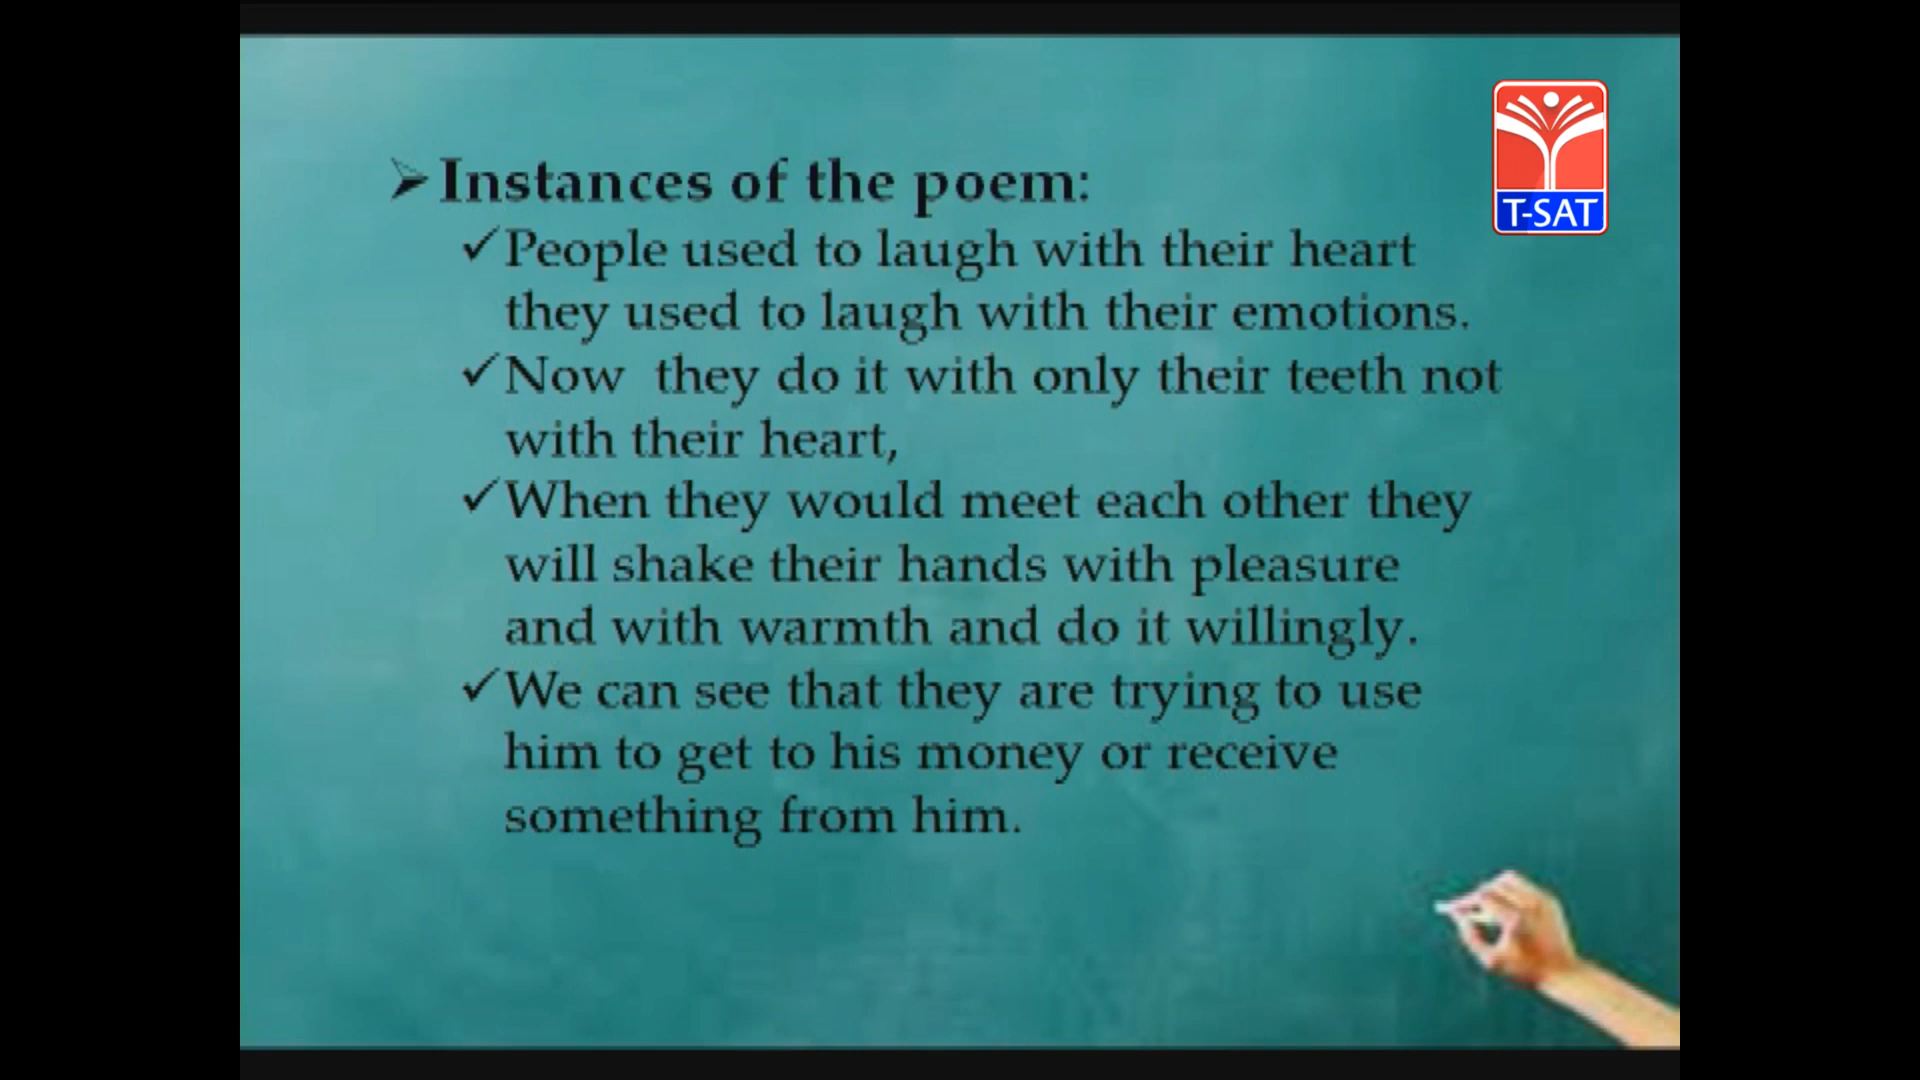 Instances of the poem:
People used to laugh with their heart
they used to laugh with their emotions.
Now they do it with only their teeth not
with their heart,
When they would meet each other they
will shake their hands with pleasure
and with warmth and do it willingly.
We can see that they are trying to use
him to get to his money or receive
something from him.
T-SAT